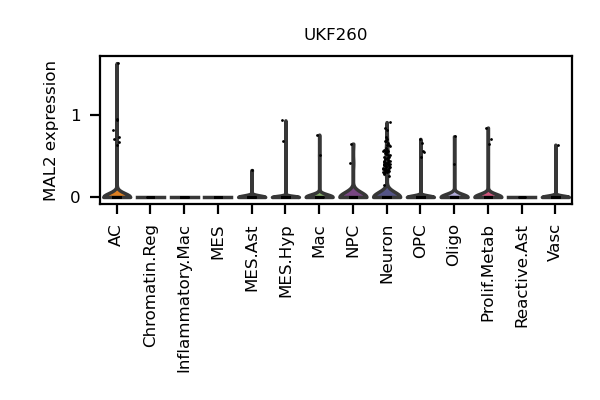 UKF260
MAL2 expression
1
0
AC
Chromatin.Reg
Inflammatory.Mac
MES
MES.Ast
MES.Hyp
Mac
NPC
Neuron
OPC
Oligo
Prolif.Metab
Reactive.Ast
Vasc